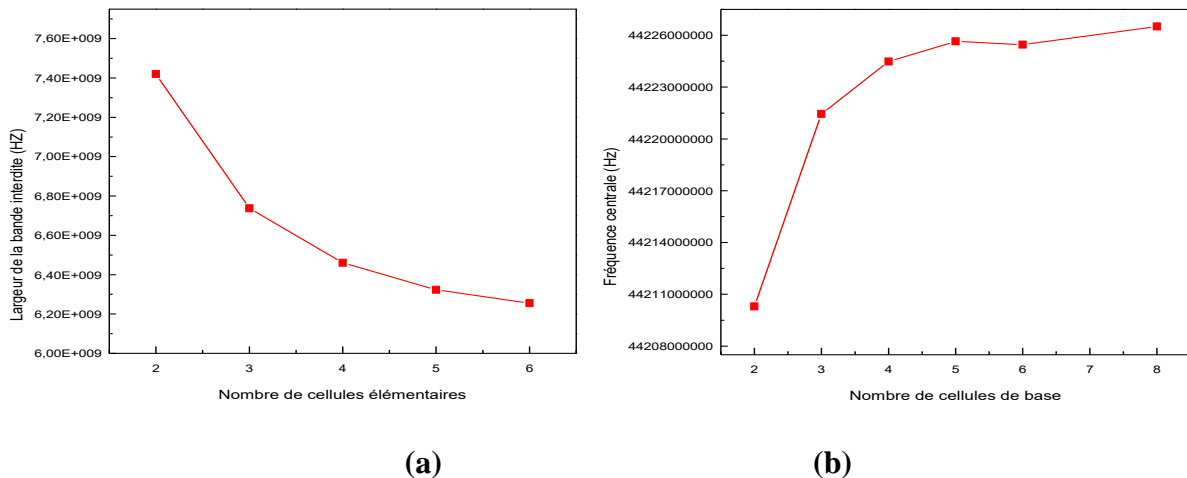 7,60E+009
7,40E+009
7,20E+009
7,00E+009
6,80E+009
6,60E+009
6,40E+009
6,20E+009
6,00E+009
Largeur de la bande interdite (HZ)
2 3 4 5 6
Nombre de cellules élémentaires
(a)
44226000000
44223000000
44220000000
44217000000
44214000000
44211000000
44208000000
Fréquence centrale (Hz)
2 3 4 5 6 7 8
Nombre de cellules de base
(b)